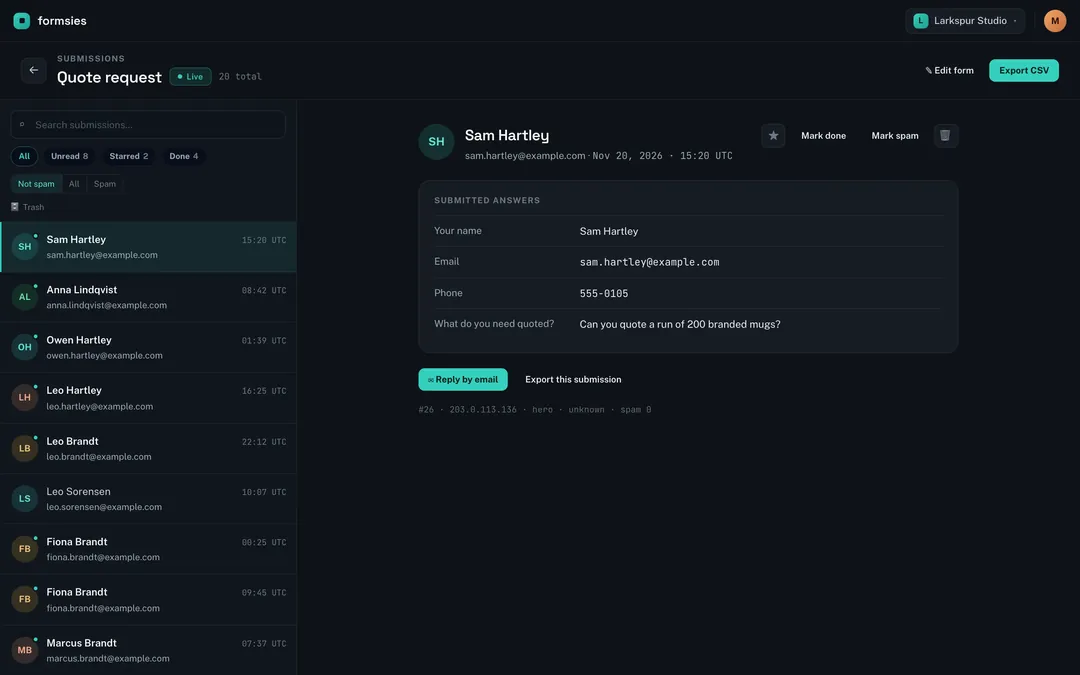 formsies
L Larkspur Studio
M
←
SUBMISSIONS
Quote request
Live
20 total
✎ Edit form
Export CSV
Search submissions...
All Unread 8 Starred 2 Done 4
Not spam All Spam
Trash
SH Sam Hartley 15:20 UTC
sam.hartley@example.com
AL Anna Lindqvist 08:42 UTC
anna.lindqvist@example.com
OH Owen Hartley 01:39 UTC
owen.hartley@example.com
LH Leo Hartley 16:25 UTC
leo.hartley@example.com
LB Leo Brandt 22:12 UTC
leo.brandt@example.com
LS Leo Sorensen 10:07 UTC
leo.sorensen@example.com
FB Fiona Brandt 00:25 UTC
fiona.brandt@example.com
FB Fiona Brandt 09:45 UTC
fiona.brandt@example.com
MB Marcus Brandt 07:37 UTC
marcus.brandt@example.com
SH Sam Hartley
sam.hartley@example.com · Nov 20, 2026 · 15:20 UTC
★ Mark done Mark spam
SUBMITTED ANSWERS
Your name Sam Hartley
Email sam.hartley@example.com
Phone 555-0105
What do you need quoted? Can you quote a run of 200 branded mugs?
✉ Reply by email Export this submission
#26 · 203.0.113.136 · hero · unknown · spam 0